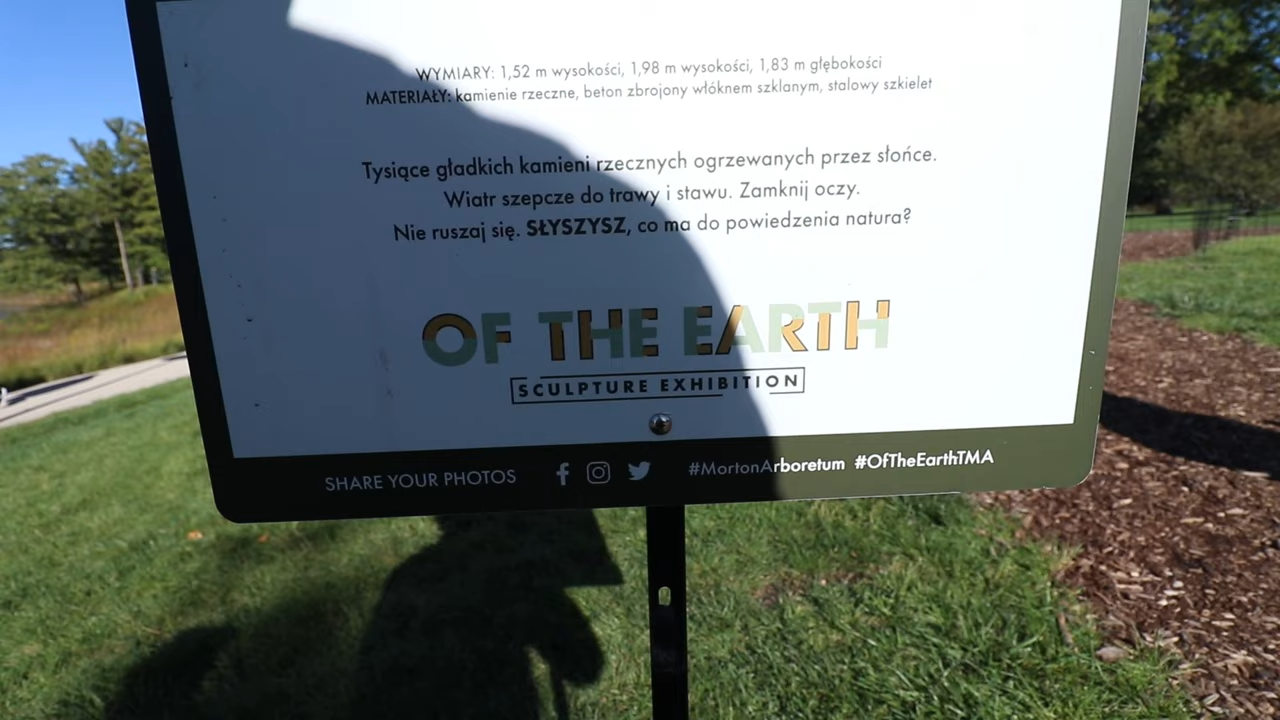 WYMIARY: 1,52 m wysokości, 1,98 m wysokości, 1,83 m głębokości
MATERIAŁY: kamienie rzeczne, beton zbrojony włóknem szklanym, stalowy szkielet
Tysiące gładkich kamieni rzecznych ogrzewanych przez słońce.
Wiatr szepcze do trawy i stawu. Zamknij oczy.
Nie ruszaj się. SŁYSZYSZ, co ma do powiedzenia natura?
OF THE EARTH
SCULPTURE EXHIBITION
SHARE YOUR PHOTOS #MortonArboretum #OfTheEarthTMA